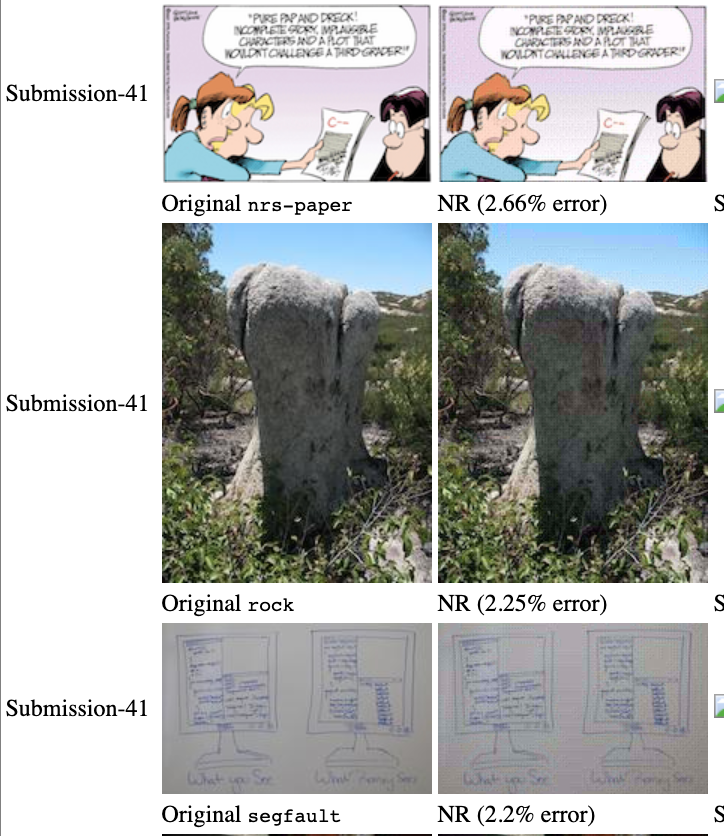 Submission-41
"PURE PAP AND DRECK!
INCOMPLETE STORY, IMPLAUSIBLE
CHARACTERS AND A PLOT THAT
WOULDN'T CHALLENGE A THIRD-GRADER!"
C--
"PURE PAP AND DRECK!
INCOMPLETE STORY, IMPLAUSIBLE
CHARACTERS AND A PLOT THAT
WOULDN'T CHALLENGE A THIRD-GRADER!"
C--
Original nrs-paper
NR (2.66% error)
S
Submission-41
Original rock
NR (2.25% error)
S
Submission-41
What you See
What Sees
What you See
What Sees
Original segfault
NR (2.2% error)
S